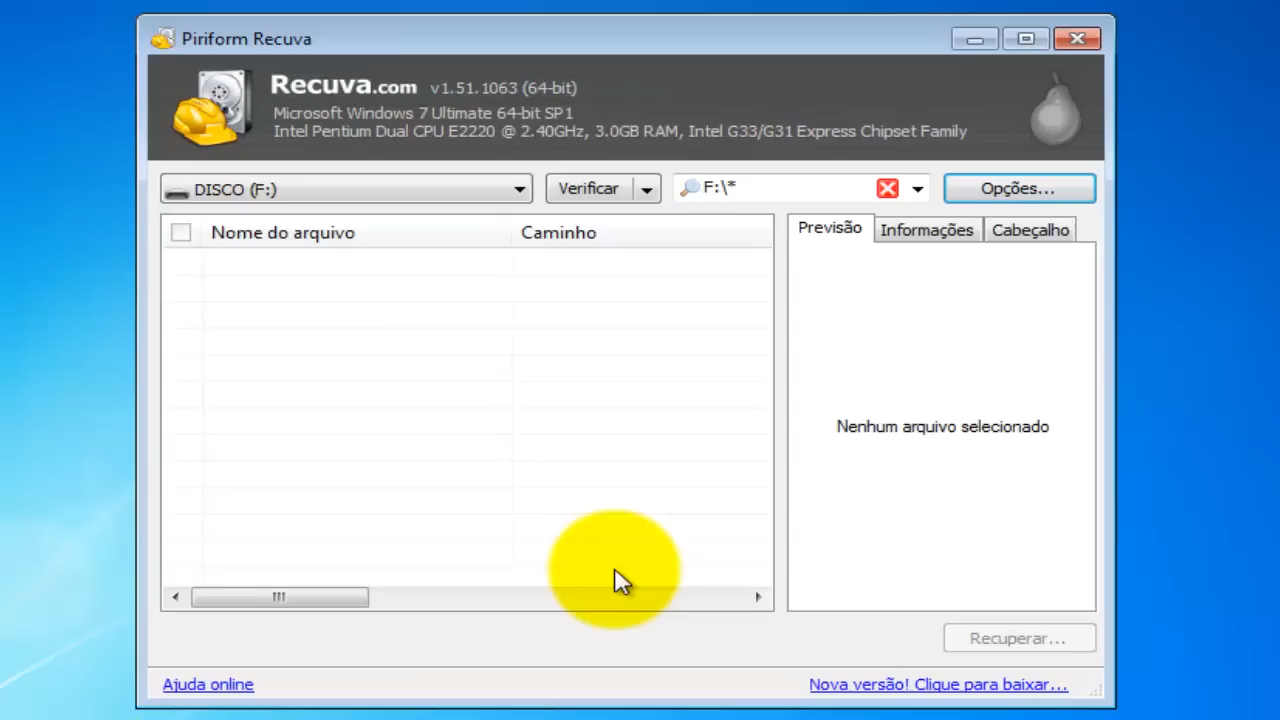 Piriform Recuva
Recuva.com v1.51.1063 (64-bit)
Microsoft Windows 7 Ultimate 64-bit SP1
Intel Pentium Dual CPU E2220 @ 2.40GHz, 3.0GB RAM, Intel G33/G31 Express Chipset Family
DISCO (F:)
Verificar
F:\*
Opções...
Nome do arquivo
Caminho
Previsão
Informações
Cabeçalho
Nenhum arquivo selecionado
Recuperar...
Ajuda online
Nova versão! Clique para baixar...